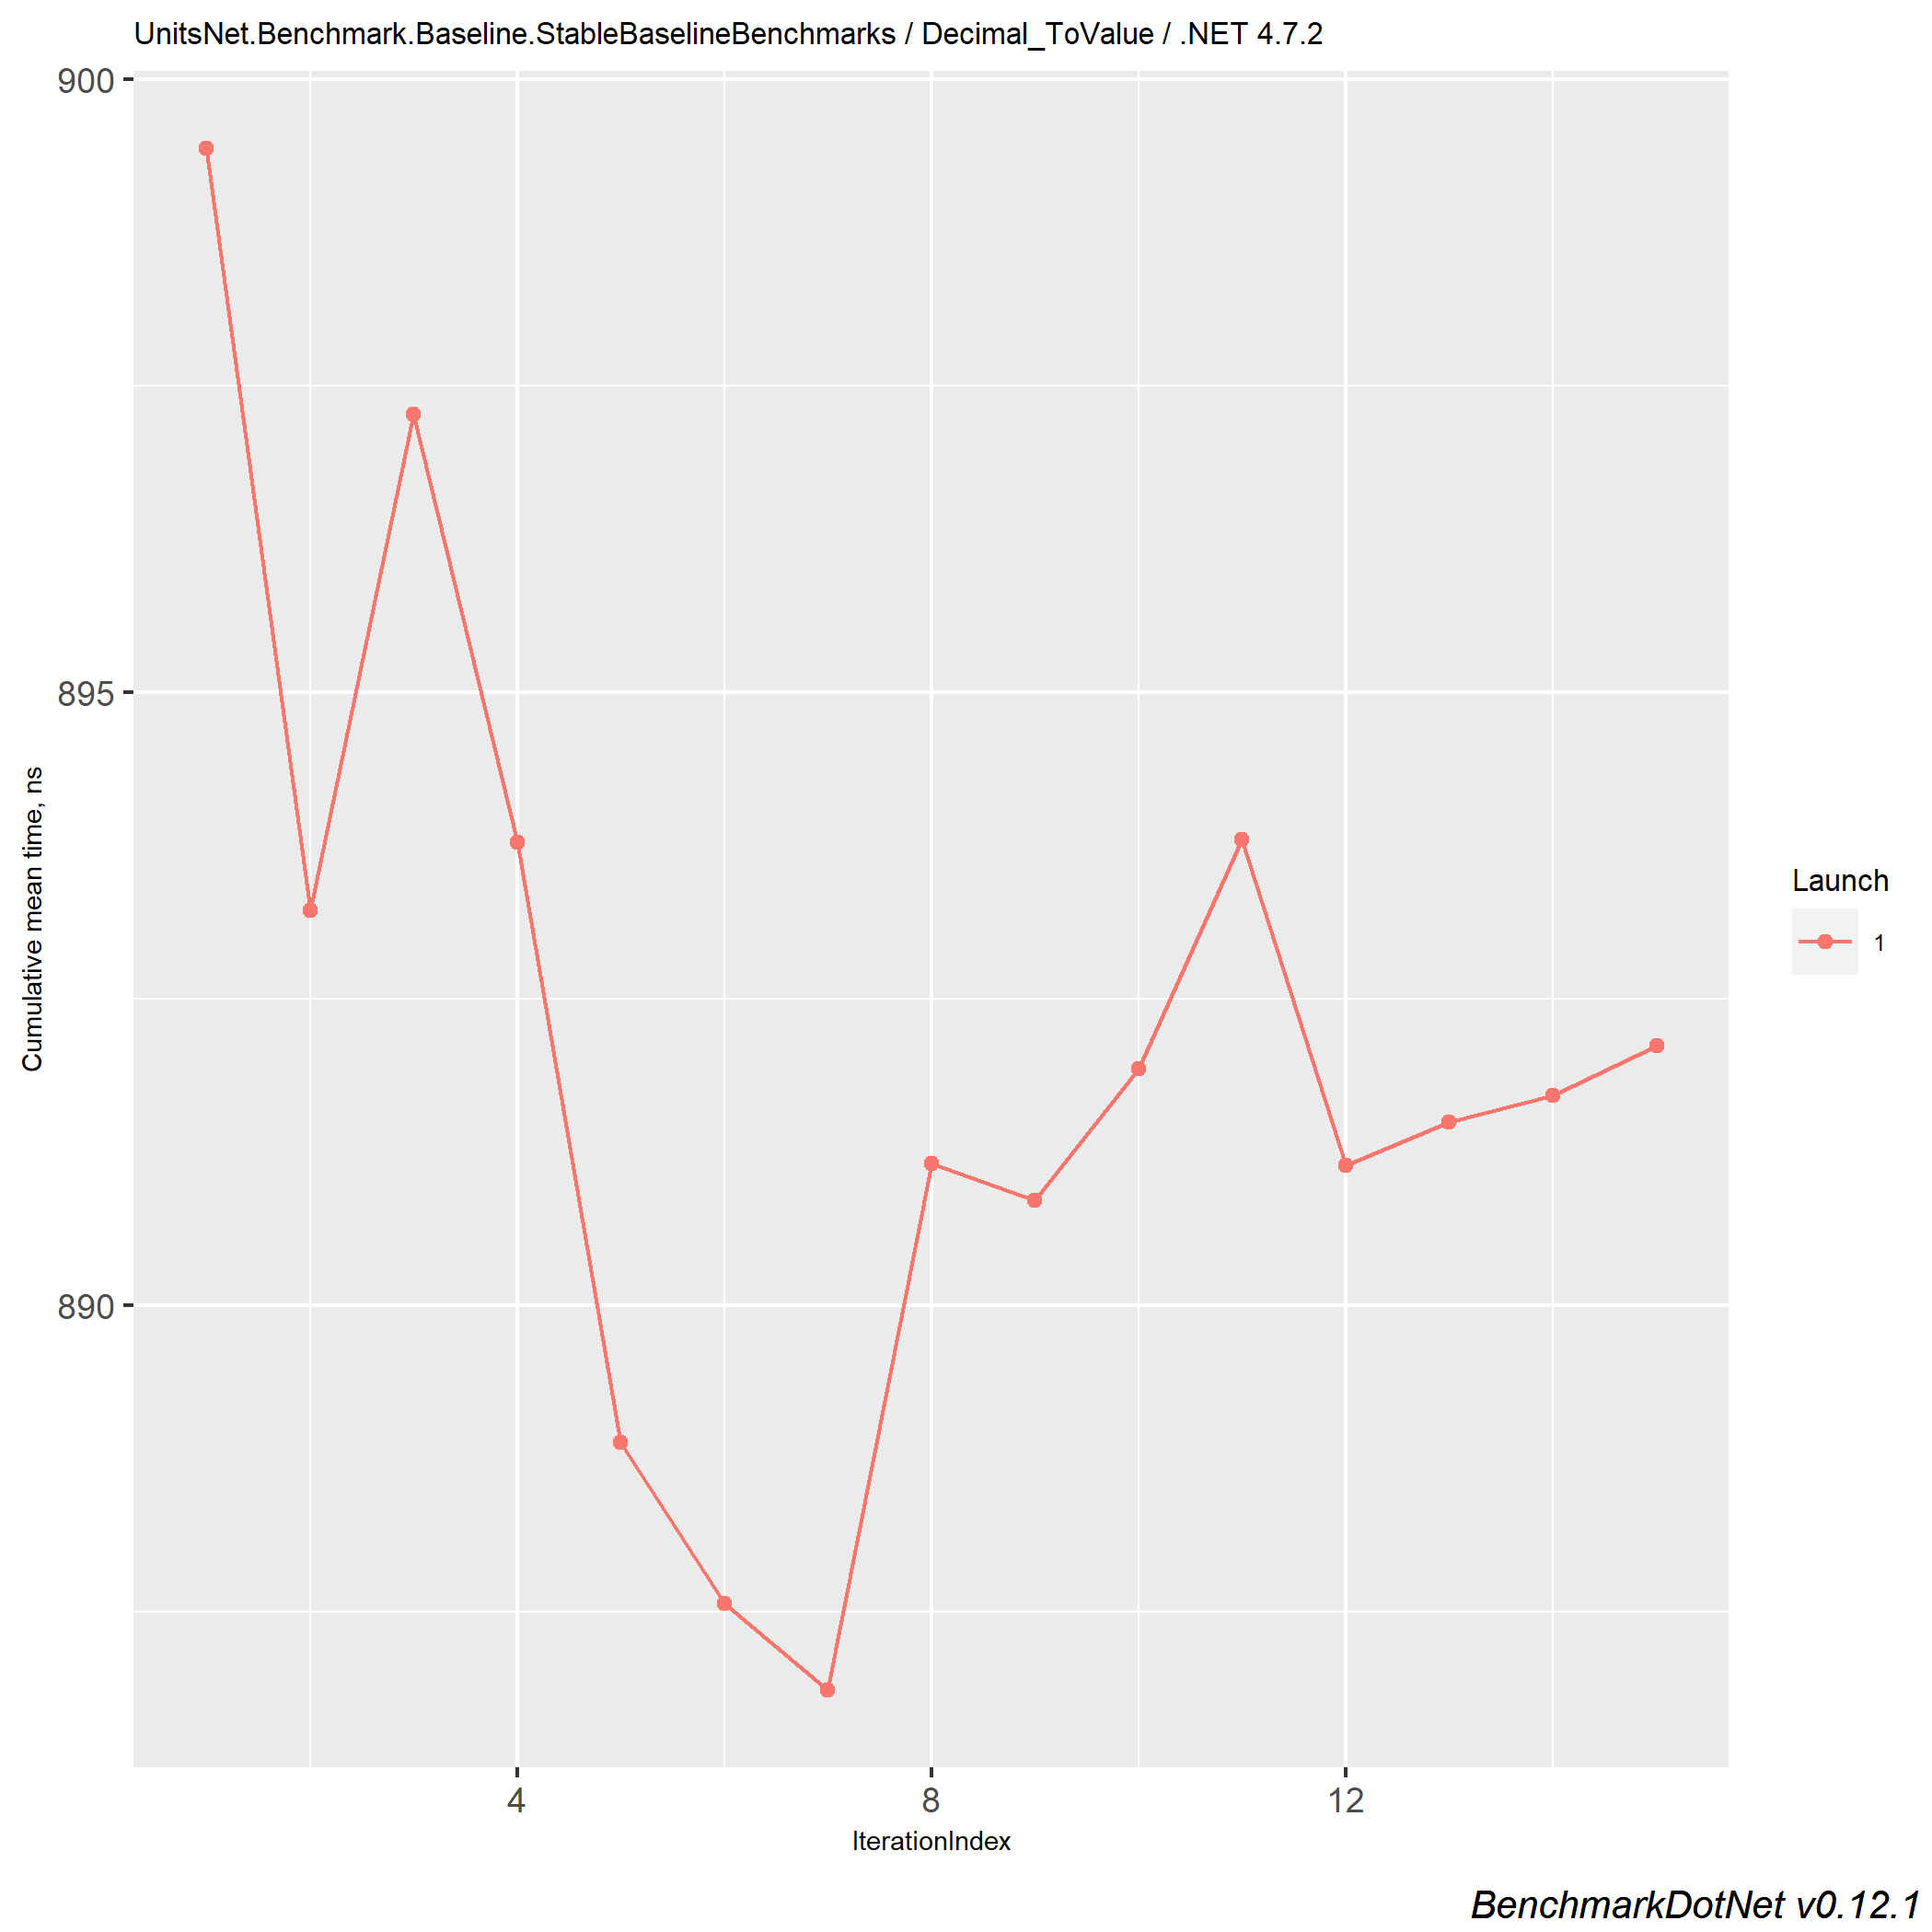 UnitsNet.Benchmark.Baseline.StableBaselineBenchmarks / Decimal_ToValue / .NET 4.7.2
900
895
890
Cumulative mean time, ns
4
8
12
IterationIndex
Launch
1
BenchmarkDotNet v0.12.1